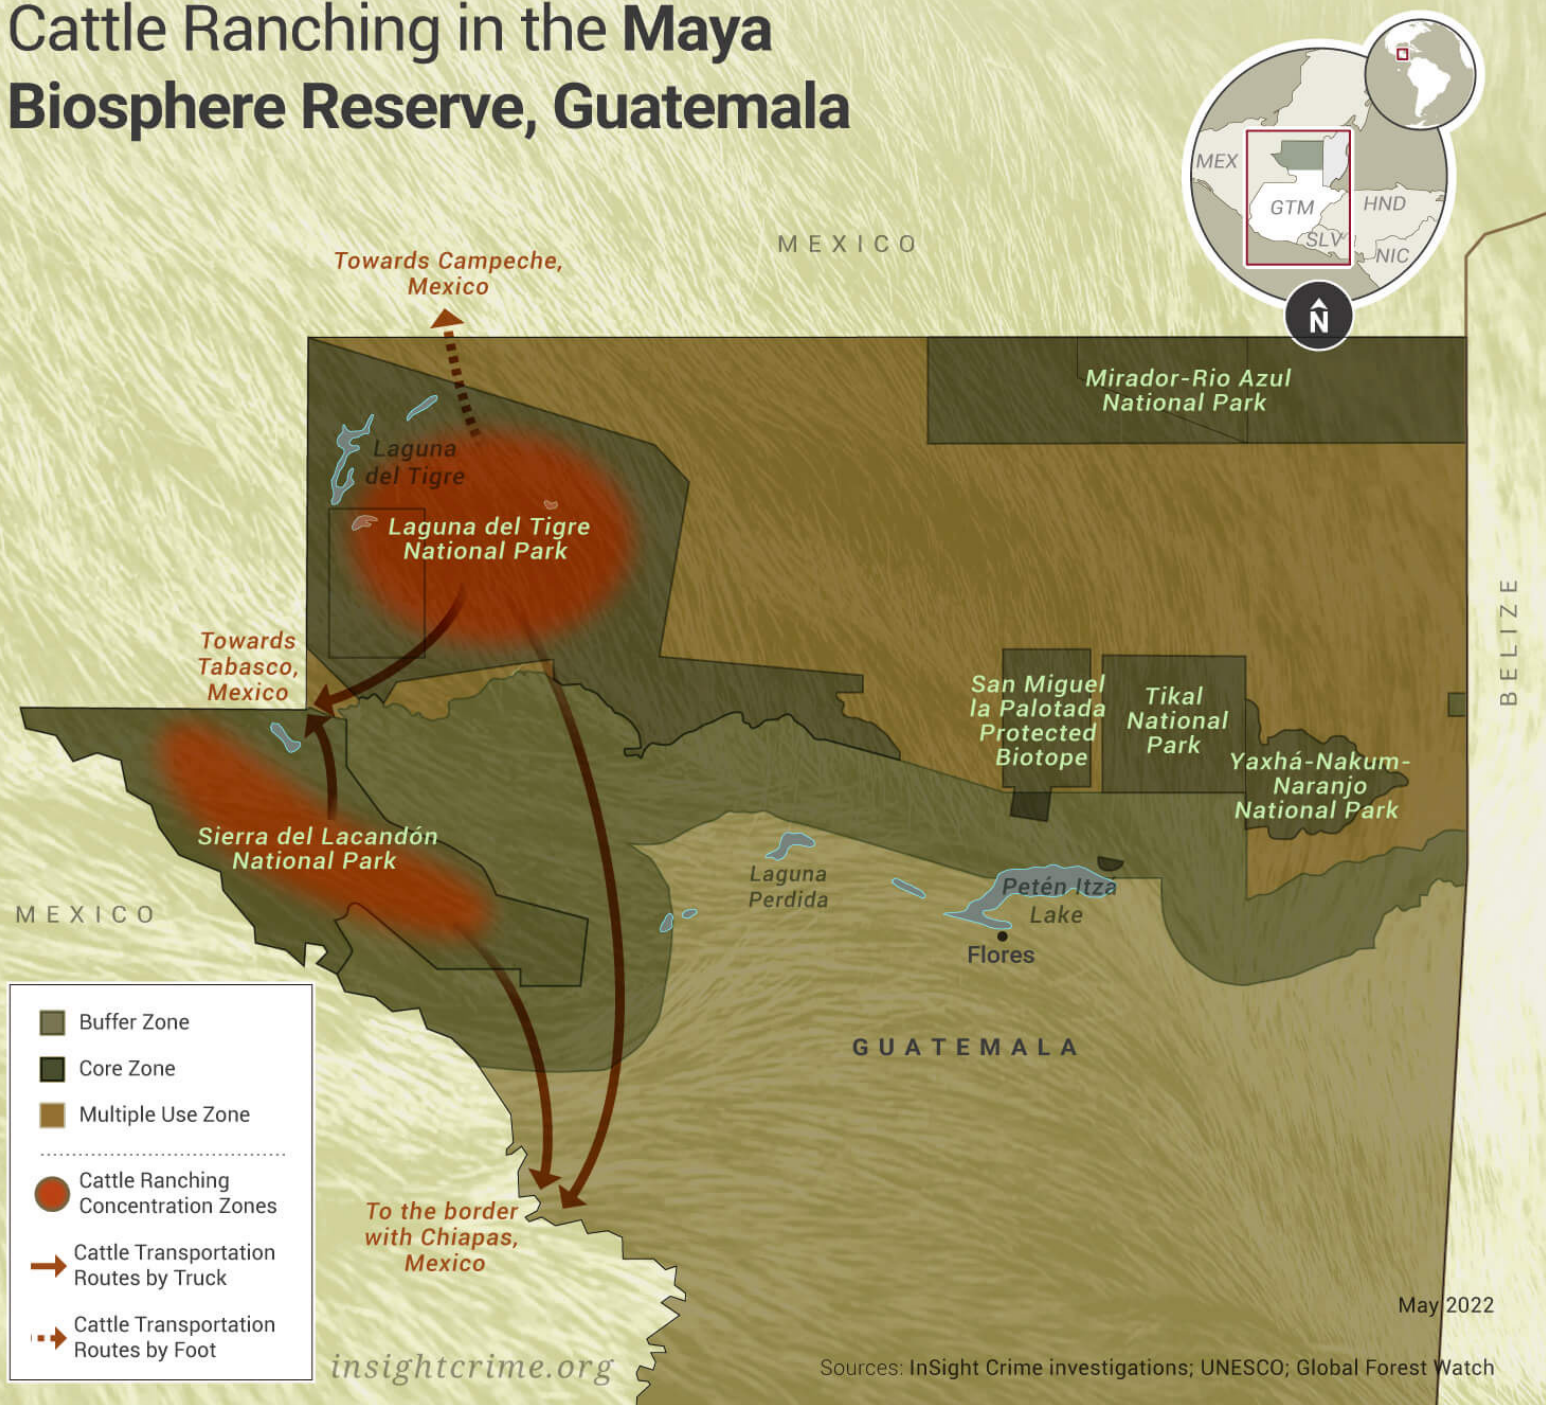 Cattle Ranching in the Maya
Biosphere Reserve, Guatemala
MEX
GTM
HND
SLV
NIC
N
MEXICO
Towards Campeche,
Mexico
Mirador-Rio Azul
National Park
Laguna
del Tigre
Laguna del Tigre
National Park
BELIZE
Towards
Tabasco,
Mexico
San Miguel
la Palotada
Protected
Biotope
Tikal
National
Park
Yaxhá-Nakum-
Naranjo
National Park
Sierra del Lacandón
National Park
Laguna
Perdida
Petén Itza
Lake
Flores
MEXICO
GUATEMALA
Buffer Zone
Core Zone
Multiple Use Zone
Cattle Ranching
Concentration Zones
Cattle Transportation
Routes by Truck
Cattle Transportation
Routes by Foot
To the border
with Chiapas,
Mexico
May 2022
insightcrime.org
Sources: InSight Crime investigations; UNESCO; Global Forest Watch